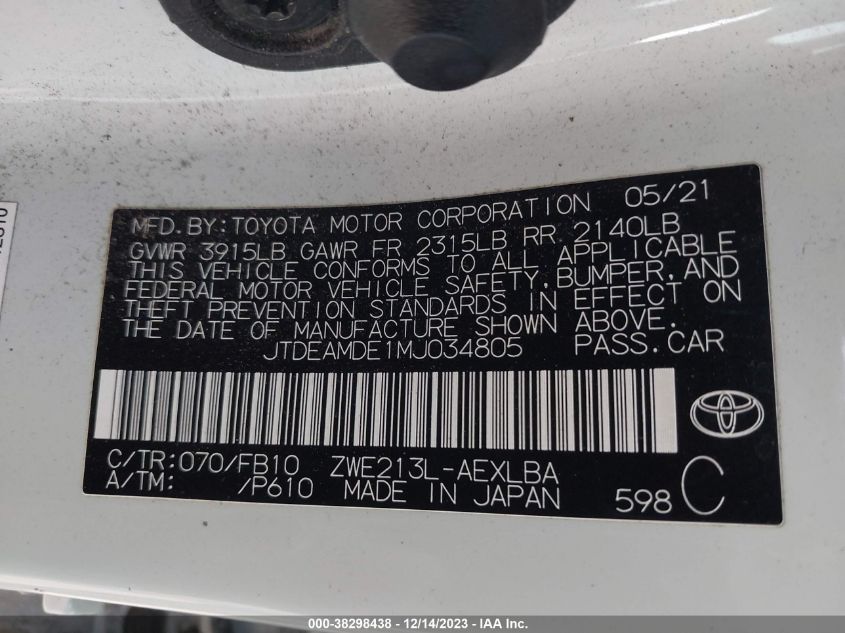 MFD.BY:TOYOTA MOTOR CORPORATION 05/21
GVWR 3915LB GAWR FR 2315LB RR 2140LB
THIS VEHICLE CONFORMS TO ALL APPLICABLE
FEDERAL MOTOR VEHICLE SAFETY,BUMPER,AND
THEFT PREVENTION STANDARDS IN EFFECT ON
THE DATE OF MANUFACTURE SHOWN ABOVE.
JTDEAMDE1MJ034805 PASS.CAR
C/TR:070/FB10 ZWE213L-AEXLBA
A/TM: /P610 MADE IN JAPAN 598 C
000-38298438 - 12/14/2023 - IAA Inc.